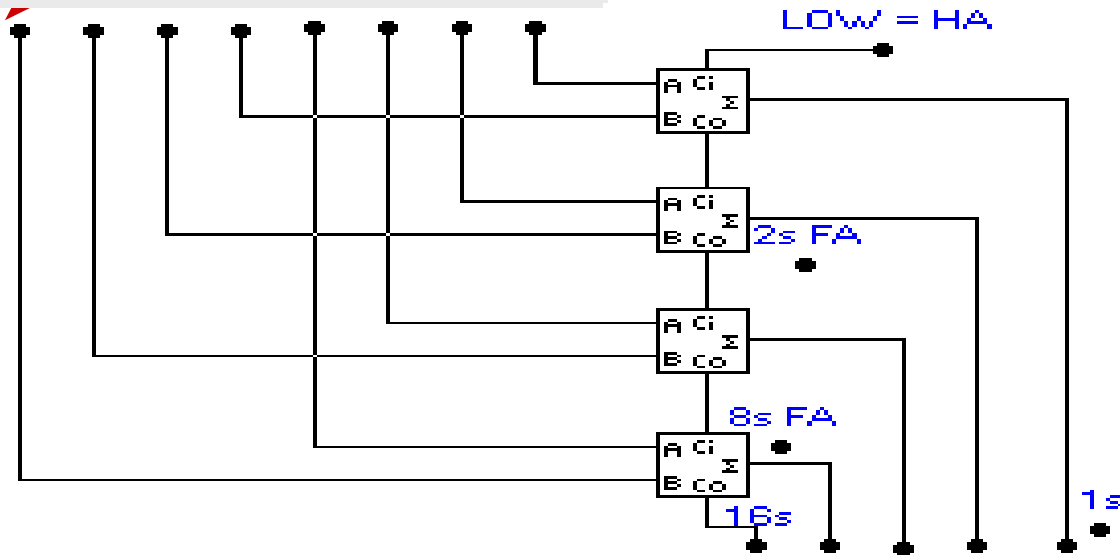 LOW = HA
A Ci
Σ
B Co
A Ci
Σ
B Co
2s FA
A Ci
Σ
B Co
8s FA
A Ci
Σ
B Co
16s
1s